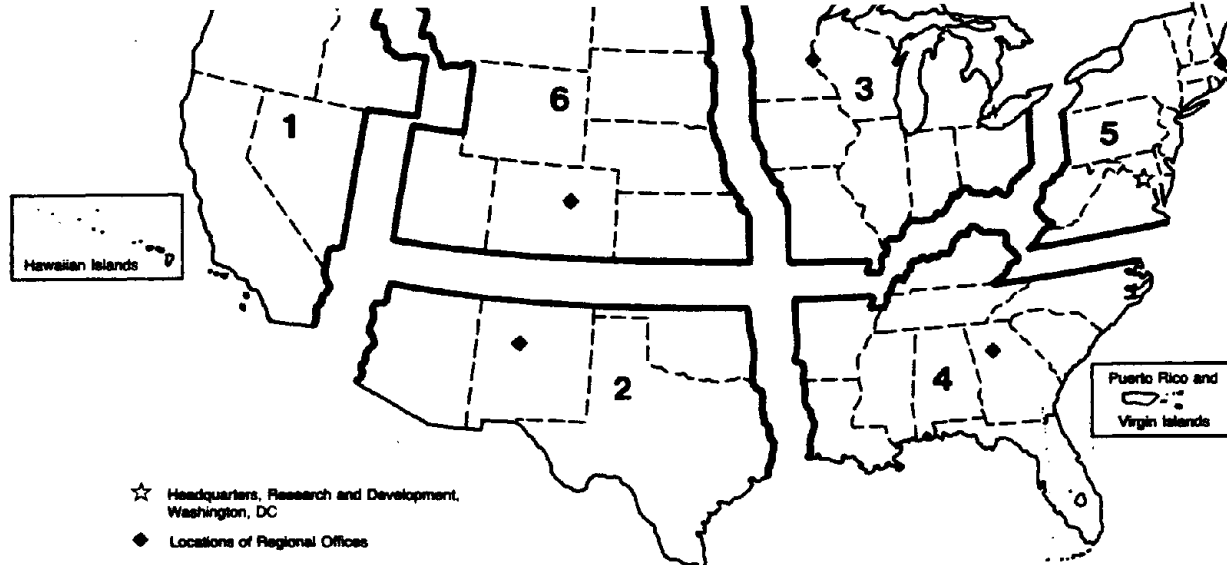 3
6
1
5
Hawaiian Islands
4
2
Puerto Rico and
Virgin Islands
Headquarters, Research and Development,
Washington, DC
Locations of Regional Offices